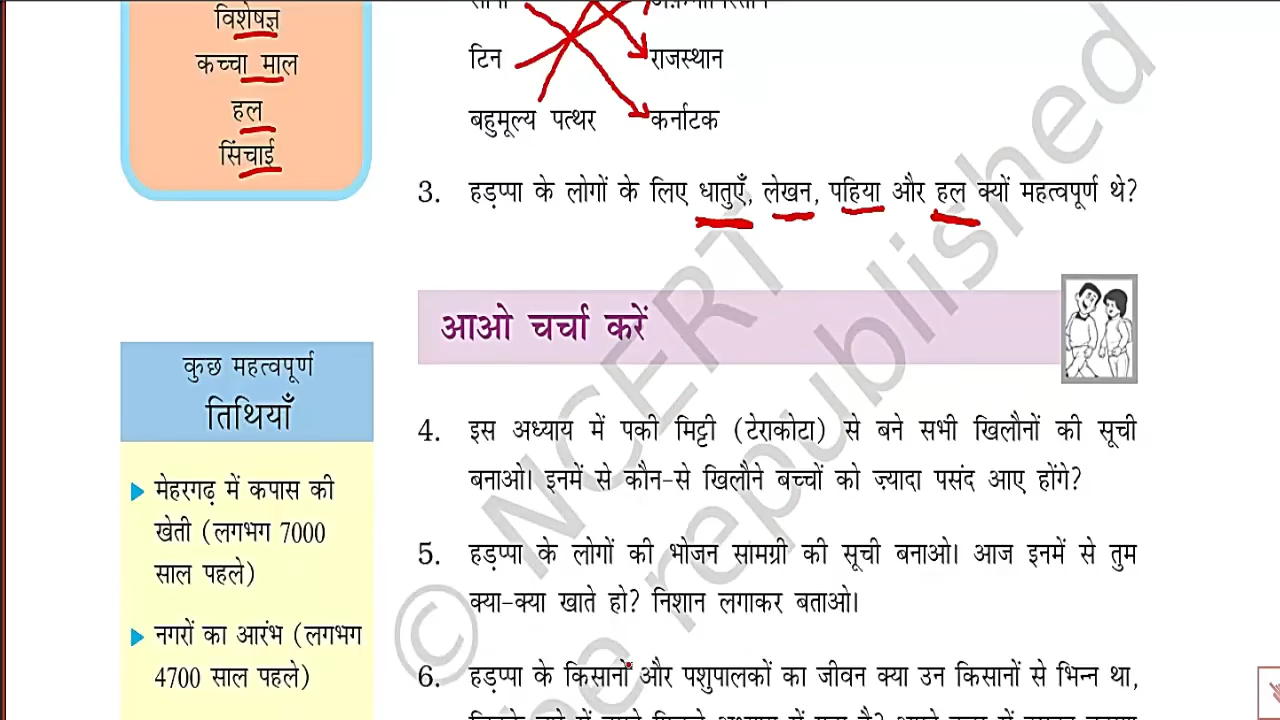 विशेषज्ञ
कच्चा माल
हल
सिंचाई
टिन राजस्थान
बहुमूल्य पत्थर कर्नाटक
3. हड़प्पा के लोगों के लिए धातुएँ, लेखन, पहिया और हल क्यों महत्वपूर्ण थे?
आओ चर्चा करें
4. इस अध्याय में पकी मिट्टी (टेराकोटा) से बने सभी खिलौनों की सूची
बनाओ। इनमें से कौन-से खिलौने बच्चों को ज़्यादा पसंद आए होंगे?
5. हड़प्पा के लोगों की भोजन सामग्री की सूची बनाओ। आज इनमें से तुम
क्या-क्या खाते हो? निशान लगाकर बताओ।
6. हड़प्पा के किसानों और पशुपालकों का जीवन क्या उन किसानों से भिन्न था,
कुछ महत्वपूर्ण
तिथियाँ
मेहरगढ़ में कपास की
खेती (लगभग 7000
साल पहले)
नगरों का आरंभ (लगभग
4700 साल पहले)
© NCERT
be republished